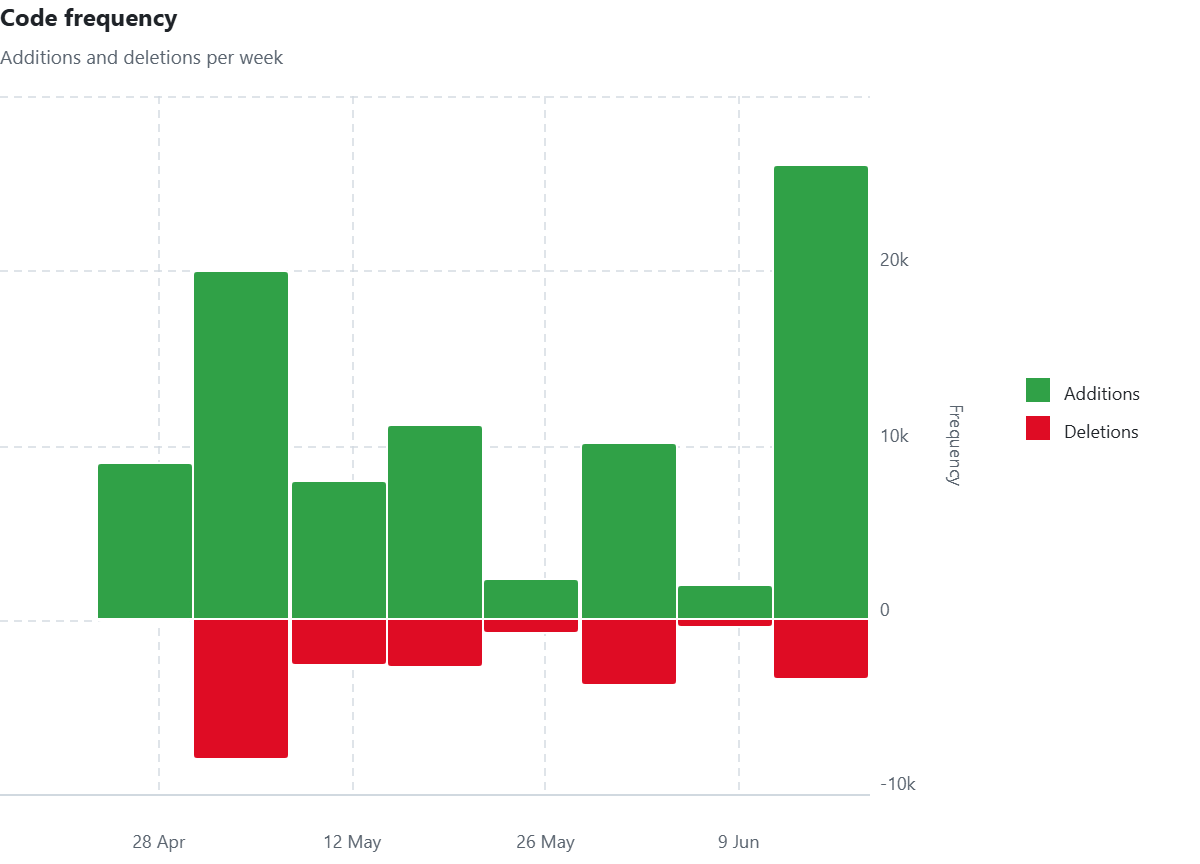 Code frequency
Additions and deletions per week
20k
10k
0
-10k
Frequency
Additions
Deletions
28 Apr
12 May
26 May
9 Jun